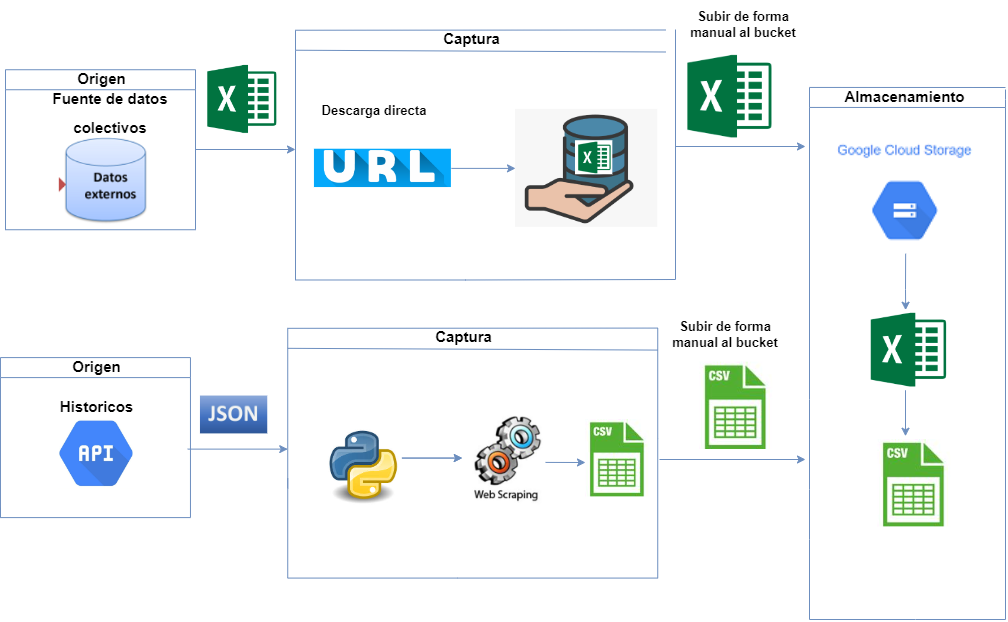 Origen
Fuente de datos
colectivos
Datos
externos
X
Captura
Descarga directa
URL
X
Subir de forma
manual al bucket
X
Almacenamiento
Google Cloud Storage
X
CSV
Origen
Historicos
API
JSON
Captura
Web Scraping
CSV
Subir de forma
manual al bucket
CSV